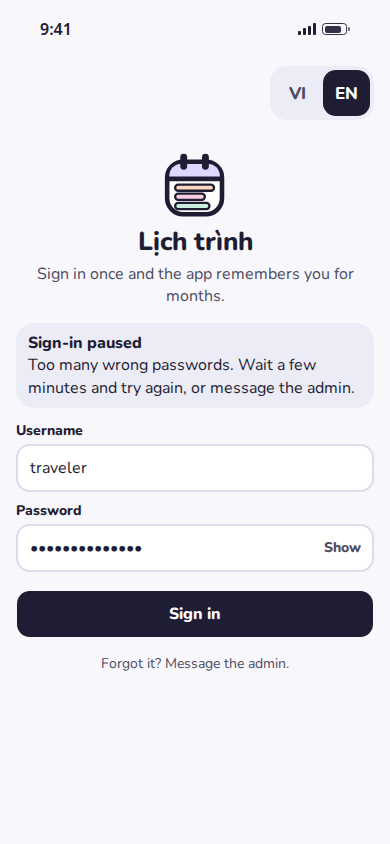 9:41
VI
EN
Lịch trình
Sign in once and the app remembers you for
months.
Sign-in paused
Too many wrong passwords. Wait a few
minutes and try again, or message the admin.
Username
traveler
Password
••••••••••••••
Show
Sign in
Forgot it? Message the admin.